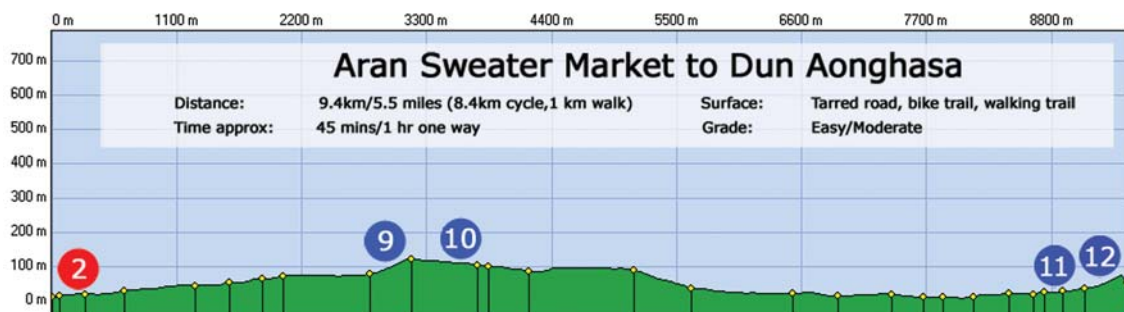 0 m 1100 m 2200 m 3300 m 4400 m 5500 m 6600 m 7700 m 8800 m
700 m
600 m
500 m
400 m
300 m
200 m
100 m
0 m
Aran Sweater Market to Dun Aonghasa
Distance: 9.4km/5.5 miles (8.4km cycle,1 km walk) Surface: Tarred road, bike trail, walking trail
Time approx: 45 mins/1 hr one way Grade: Easy/Moderate
2 9 10 11 12